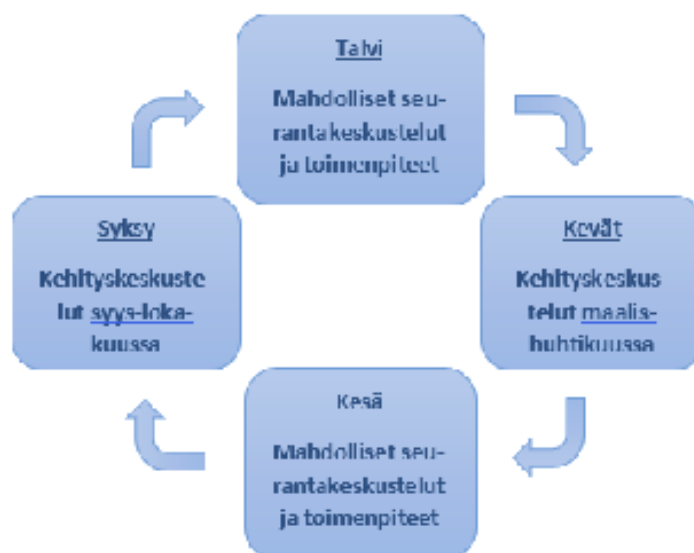 Talvi
Mahdolliset seu-
rantakeskustelut
ja toimenpiteet
Syksy
Kehityskeskuste
lut syys-loka-
kuussa
Kevät
Kehityskeskus
telut maalis-
huhtikuussa
Kesä
Mahdolliset seu-
rantakeskustelut
ja toimenpiteet